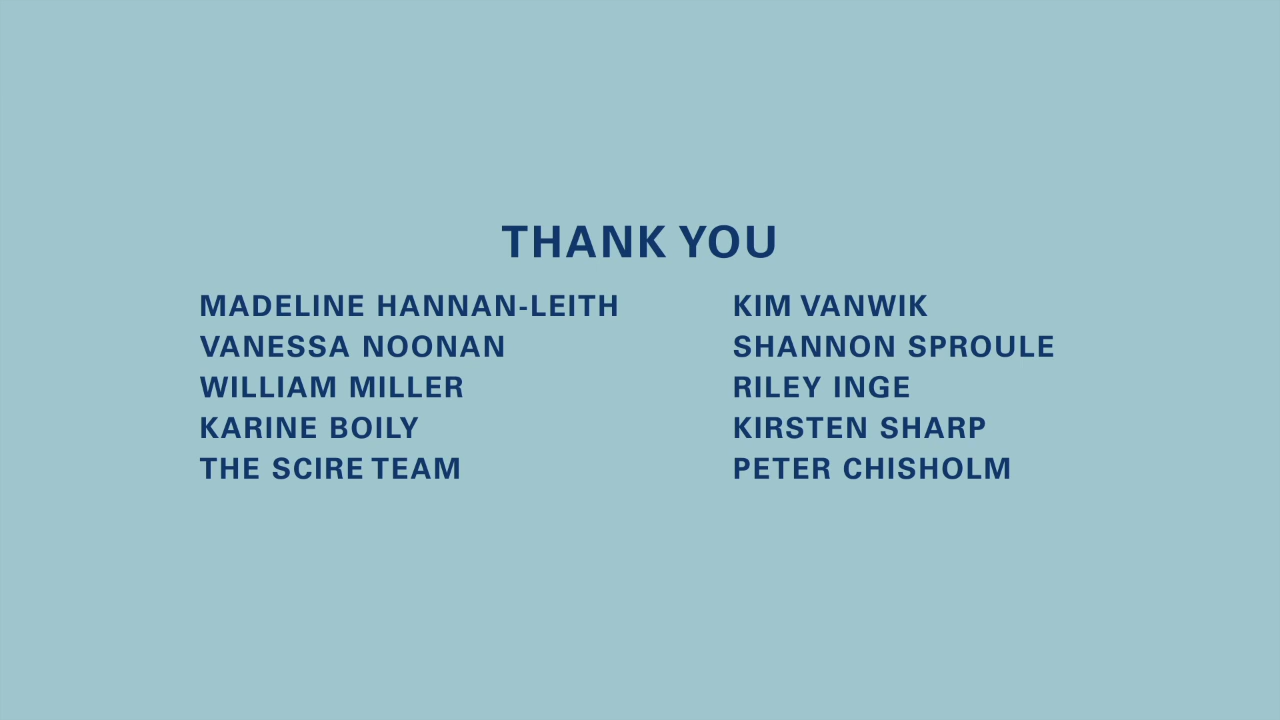 THANK YOU
MADELINE HANNAN-LEITH
VANESSA NOONAN
WILLIAM MILLER
KARINE BOILY
THE SCIRE TEAM
KIM VANWIK
SHANNON SPROULE
RILEY INGE
KIRSTEN SHARP
PETER CHISHOLM